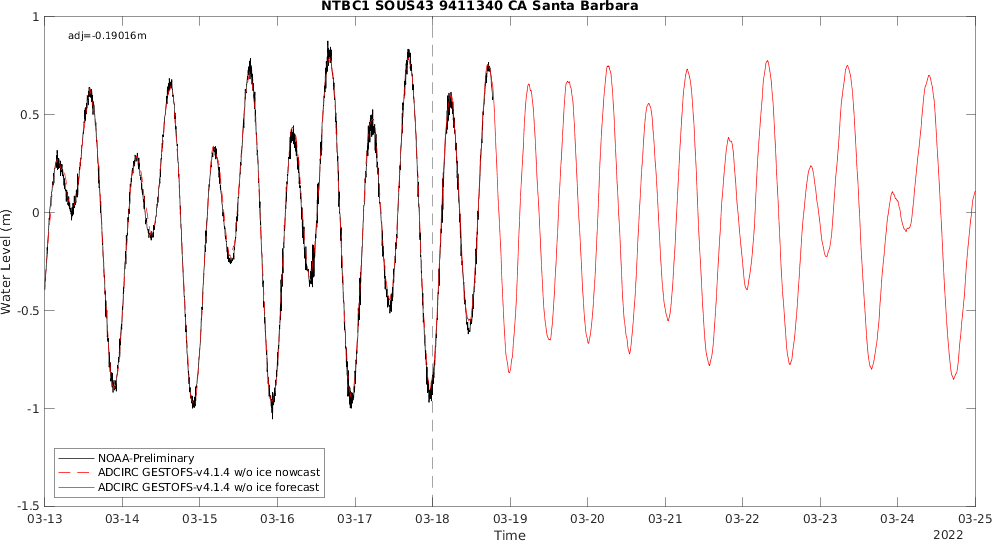 NTBC1 SOUS43 9411340 CA Santa Barbara
adj=-0.19016m
1
0.5
0
-0.5
-1
-1.5
Water Level (m)
NOAA-Preliminary
ADCIRC GESTOFS-v4.1.4 w/o ice nowcast
ADCIRC GESTOFS-v4.1.4 w/o ice forecast
03-13 03-14 03-15 03-16 03-17 03-18 03-19 03-20 03-21 03-22 03-23 03-24 03-25
Time
2022